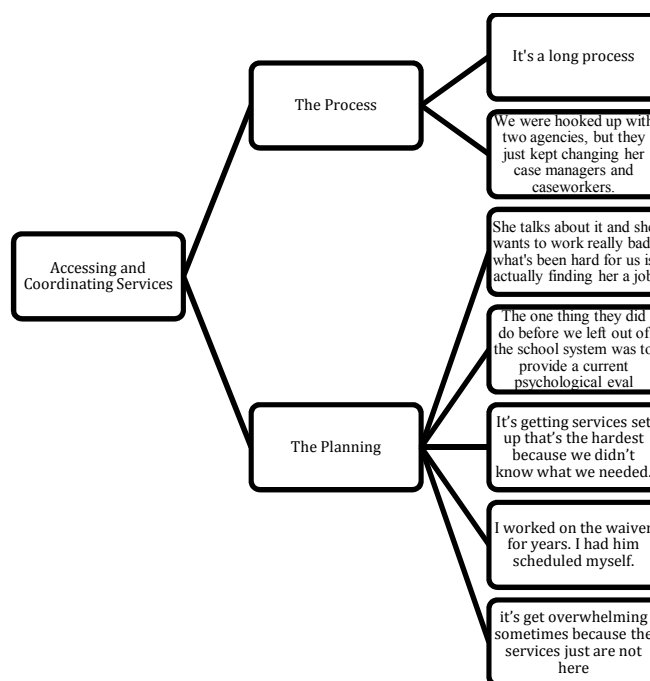 It's a long process
The Process
We were hooked up with
two agencies, but they
just kept changing her
case managers and
caseworkers.
She talks about it and she
wants to work really bad
what's been hard for us is
actually finding her a job
Accessing and
Coordinating Services
The one thing they did
do before we left out of
the school system was to
provide a current
psychological eval
The Planning
It's getting services set
up that's the hardest
because we didn't
know what we needed.
I worked on the waiver
for years. I had him
scheduled myself.
it's get overwhelming
sometimes because the
services just are not
here